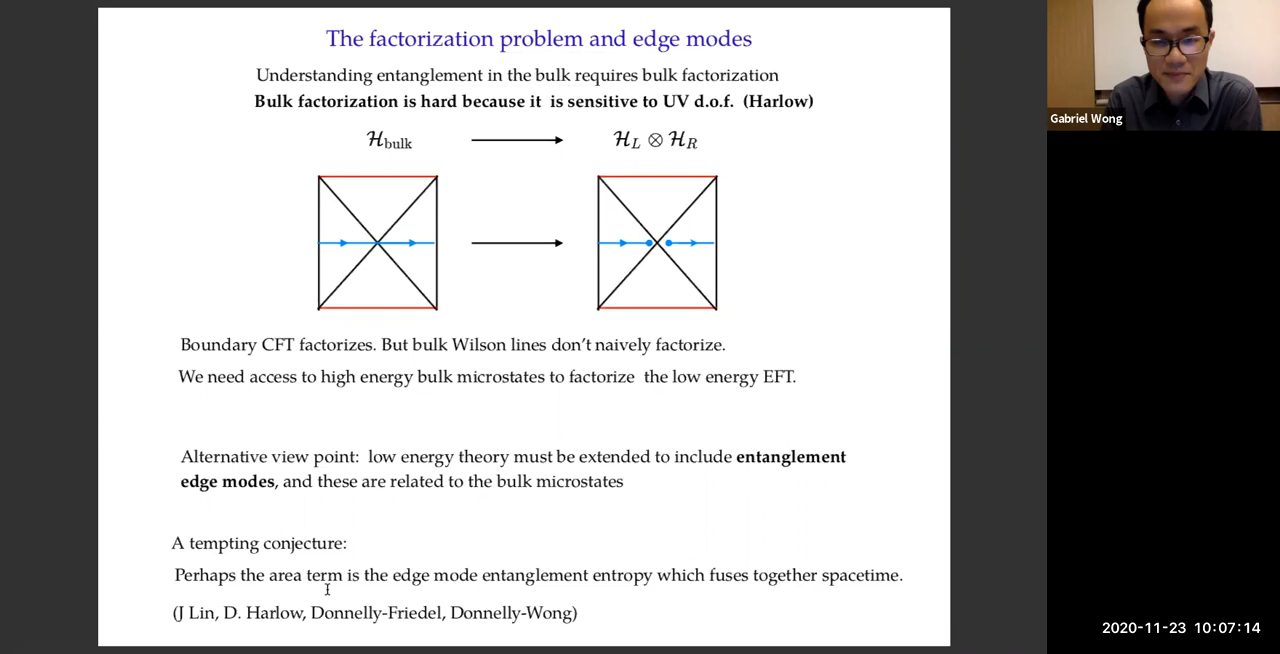 The factorization problem and edge modes
Understanding entanglement in the bulk requires bulk factorization
Bulk factorization is hard because it is sensitive to UV d.o.f. (Harlow)
ℋbulk ⟶ ℋL ⊗ ℋR
Boundary CFT factorizes. But bulk Wilson lines don't naively factorize.
We need access to high energy bulk microstates to factorize the low energy EFT.
Alternative view point: low energy theory must be extended to include entanglement
edge modes, and these are related to the bulk microstates
A tempting conjecture:
Perhaps the area term is the edge mode entanglement entropy which fuses together spacetime.
(J Lin, D. Harlow, Donnelly-Friedel, Donnelly-Wong)
Gabriel Wong
2020-11-23 10:07:14